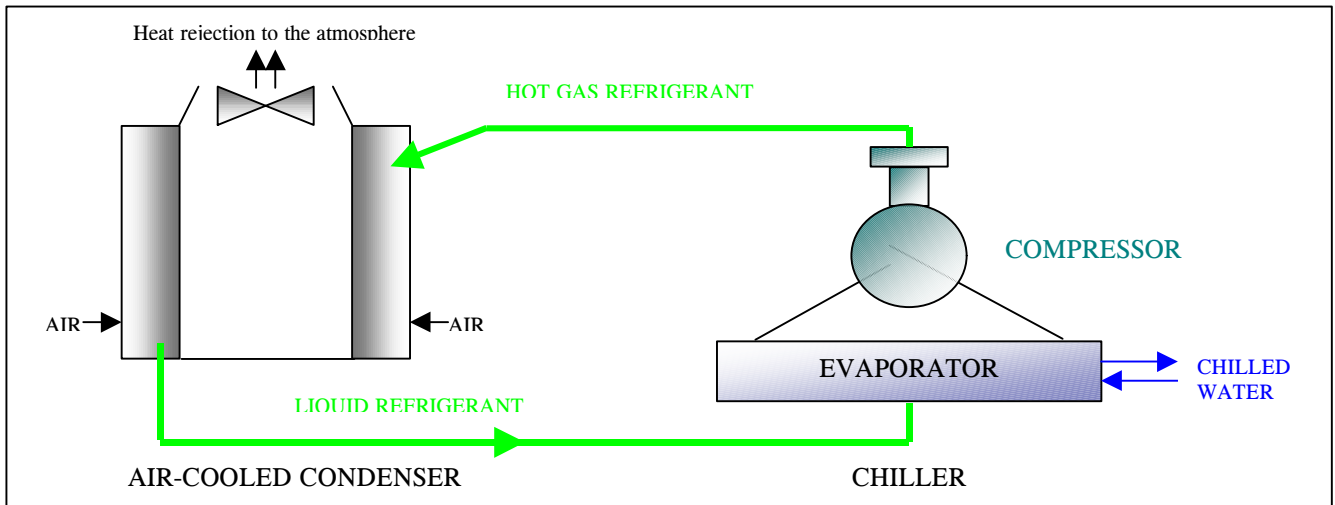 Heat rejection to the atmosphere
HOT GAS REFRIGERANT
COMPRESSOR
AIR
AIR
EVAPORATOR
CHILLED
WATER
LIQUID REFRIGERANT
AIR-COOLED CONDENSER
CHILLER